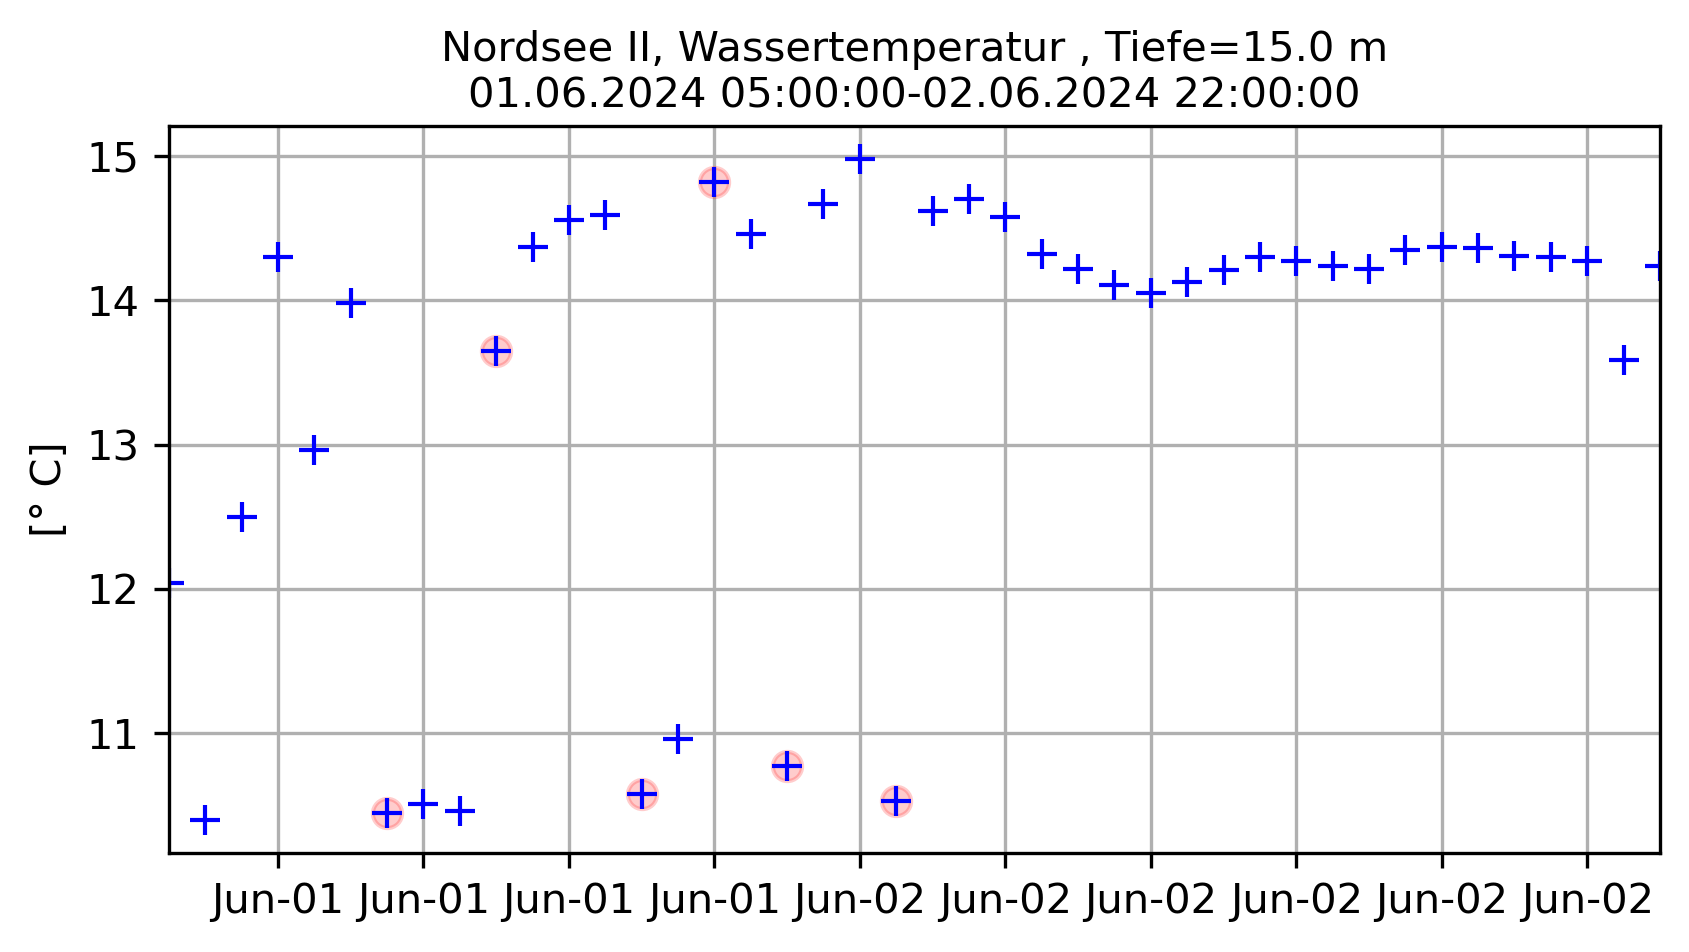 Nordsee II, Wassertemperatur , Tiefe=15.0 m
01.06.2024 05:00:00-02.06.2024 22:00:00
15
14
13
12
11
[° C]
Jun-01 Jun-01 Jun-01 Jun-01 Jun-02 Jun-02 Jun-02 Jun-02 Jun-02 Jun-02